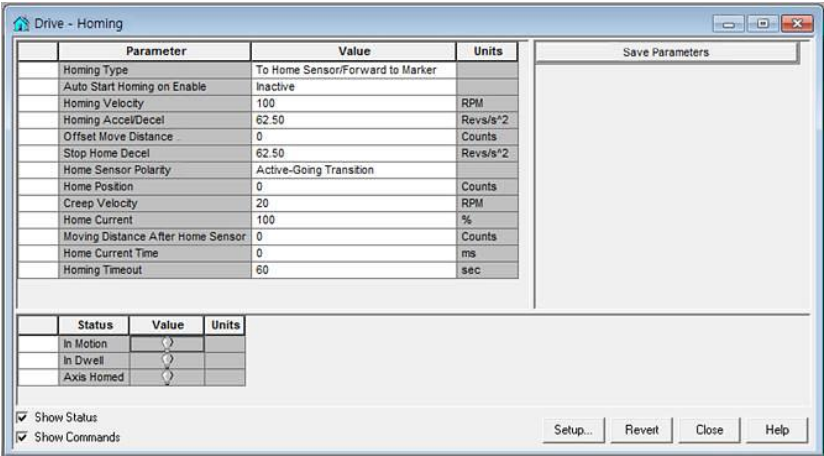 Drive - Homing
Parameter Value Units
Homing Type To Home Sensor/Forward to Marker
Auto Start Homing on Enable Inactive
Homing Velocity 100 RPM
Homing Accel/Decel 62.50 Revs/s^2
Offset Move Distance 0 Counts
Stop Home Decel 62.50 Revs/s^2
Home Sensor Polarity Active-Going Transition
Home Position 0 Counts
Creep Velocity 20 RPM
Home Current 100 %
Moving Distance After Home Sensor 0 Counts
Home Current Time 0 ms
Homing Timeout 60 sec
Save Parameters
Status Value Units
In Motion
In Dwell
Axis Homed
Show Status
Show Commands
Setup... Revert Close Help